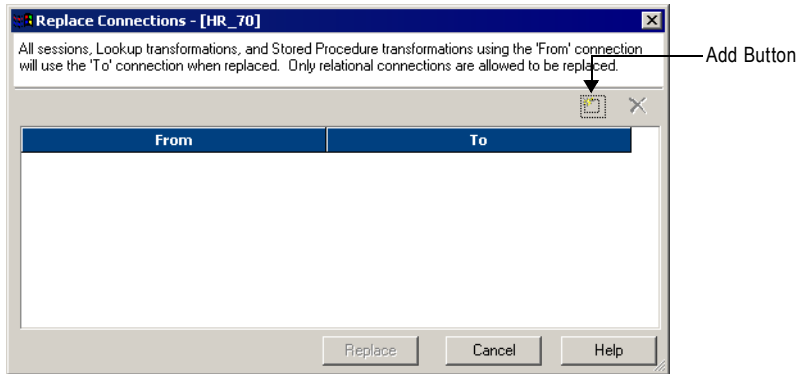 Replace Connections - [HR_70]
All sessions, Lookup transformations, and Stored Procedure transformations using the 'From' connection
will use the 'To' connection when replaced. Only relational connections are allowed to be replaced.
Add Button
From To
Replace Cancel Help